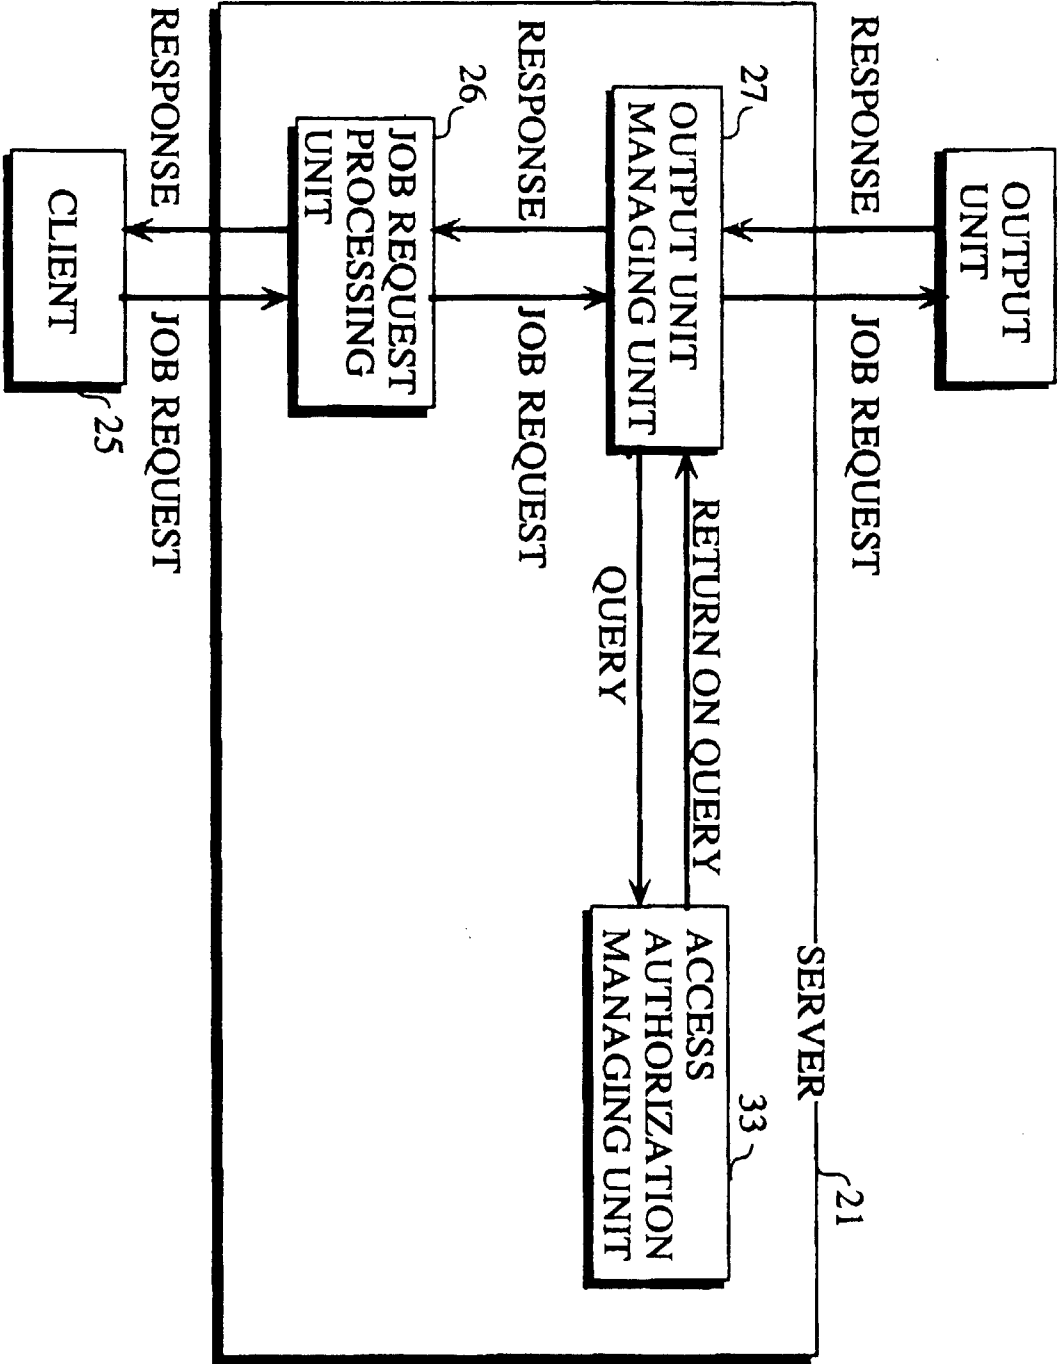 SERVER
21
OUTPUT
UNIT
RESPONSE
JOB REQUEST
27
OUTPUT UNIT
MANAGING UNIT
RETURN ON QUERY
QUERY
33
ACCESS
AUTHORIZATION
MANAGING UNIT
RESPONSE
JOB REQUEST
26
JOB REQUEST
PROCESSING
UNIT
RESPONSE
JOB REQUEST
CLIENT
25